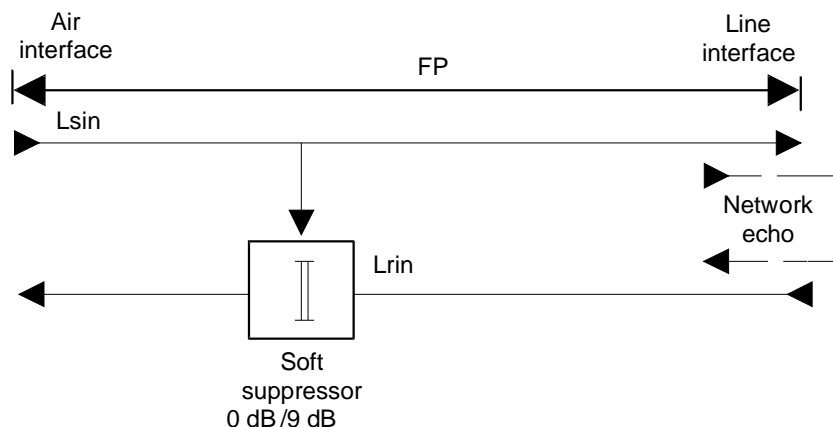 Air
interface
Line
interface
FP
Lsin
Network
echo
Lrin
Soft
suppressor
0 dB/9 dB